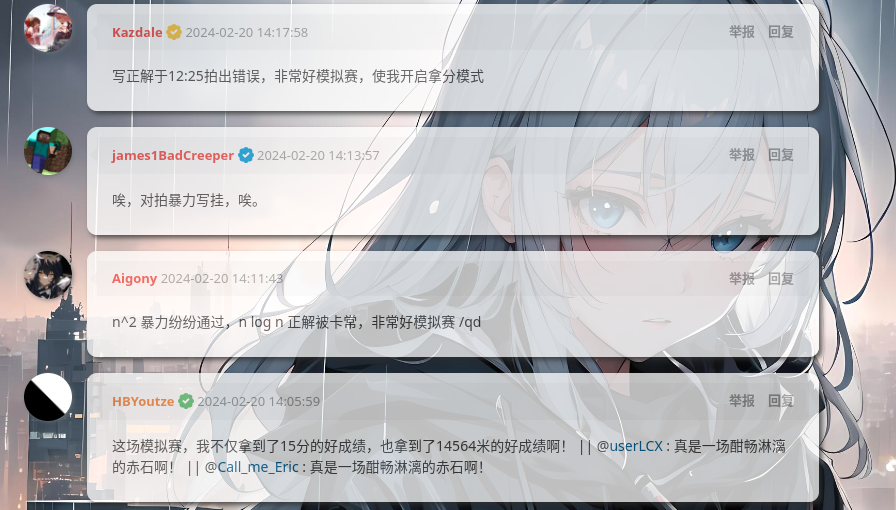 Kazdale 2024-02-20 14:17:58 举报 回复
写正解于12:25拍出错误，非常好模拟赛，使我开启拿分模式
james1BadCreeper 2024-02-20 14:13:57 举报 回复
唉，对拍暴力写挂，唉。
Aigony 2024-02-20 14:11:43 举报 回复
n^2 暴力纷纷通过，n log n 正解被卡常，非常好模拟赛 /qd
HBYoutze 2024-02-20 14:05:59 举报 回复
这场模拟赛，我不仅拿到了15分的好成绩，也拿到了14564米的好成绩啊！ || @userLCX : 真是一场酣畅淋漓
的赤石啊！ || @Call_me_Eric : 真是一场酣畅淋漓的赤石啊！